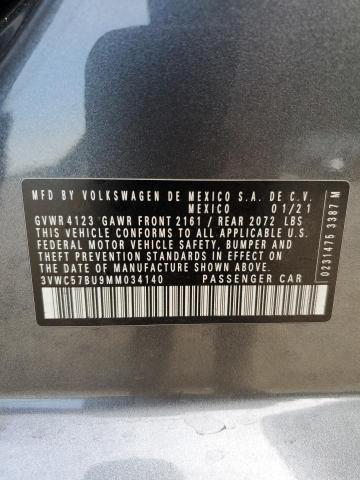 MFD BY VOLKSWAGEN DE MEXICO S.A. DE C.V.
MEXICO 01/21
GVWR 4123 GAWR FRONT 2161 / REAR 2072 LBS
THIS VEHICLE CONFORMS TO ALL APPLICABLE U.S.
FEDERAL MOTOR VEHICLE SAFETY, BUMPER AND
THEFT PREVENTION STANDARDS IN EFFECT ON THE
DATE OF MANUFACTURE SHOWN ABOVE.
3VWC57BU9MM034140 PASSENGER CAR
0231475 3387 M